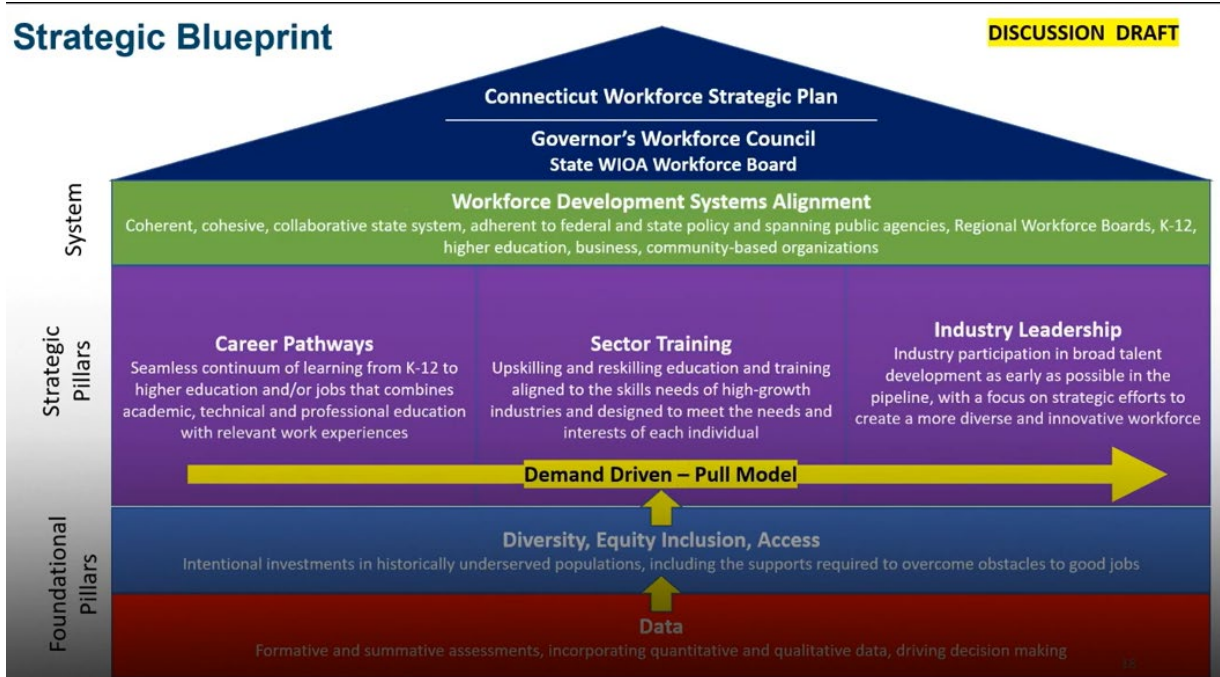 Strategic Blueprint
DISCUSSION DRAFT
Connecticut Workforce Strategic Plan
Governor's Workforce Council
State WIOA Workforce Board
System
Workforce Development Systems Alignment
Coherent, cohesive, collaborative state system, adherent to federal and state policy and spanning public agencies, Regional Workforce Boards, K-12,
higher education, business, community-based organizations
Strategic
Pillars
Career Pathways
Seamless continuum of learning from K-12 to
higher education and/or jobs that combines
academic, technical and professional education
with relevant work experiences
Sector Training
Upskilling and reskilling education and training
aligned to the skills needs of high-growth
industries and designed to meet the needs and
interests of each individual
Industry Leadership
Industry participation in broad talent
development as early as possible in the
pipeline, with a focus on strategic efforts to
create a more diverse and innovative workforce
Demand Driven – Pull Model
Foundational
Pillars
Diversity, Equity Inclusion, Access
Intentional investments in historically underserved populations, including the supports required to overcome obstacles to good jobs
Data
Formative and summative assessments, incorporating quantitative and qualitative data, driving decision making
18